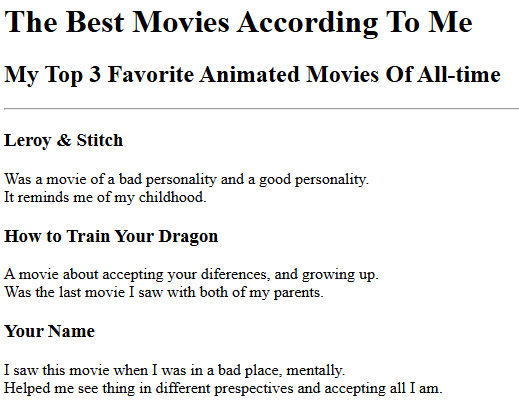 The Best Movies According To Me
My Top 3 Favorite Animated Movies Of All-time
Leroy & Stitch
Was a movie of a bad personality and a good personality.
It reminds me of my childhood.
How to Train Your Dragon
A movie about accepting your diferences, and growing up.
Was the last movie I saw with both of my parents.
Your Name
I saw this movie when I was in a bad place, mentally.
Helped me see thing in different prespectives and accepting all I am.